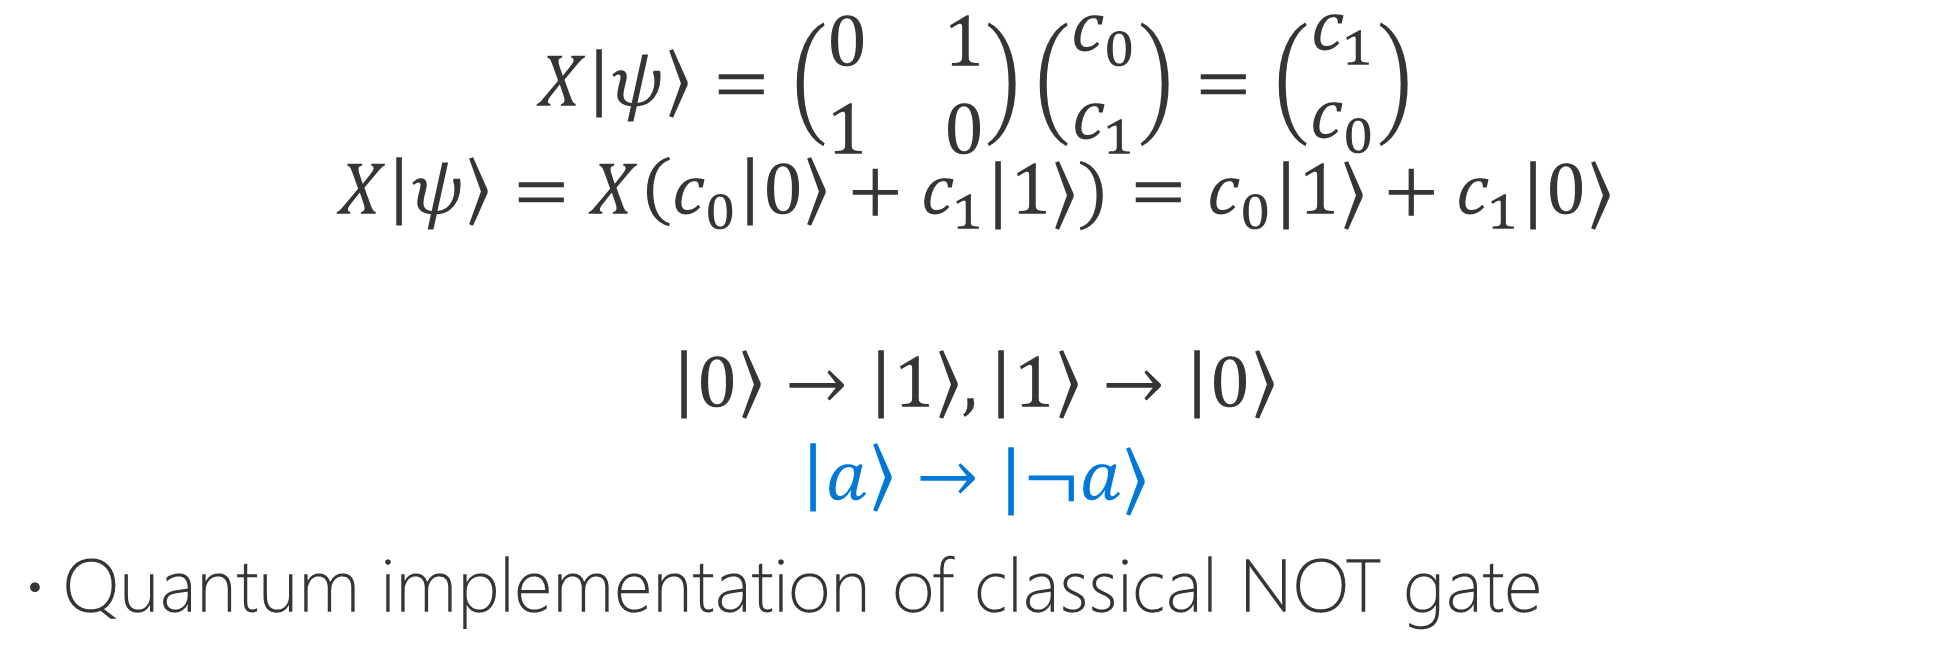 X|ψ⟩ = (0 1; 1 0)(c₀; c₁) = (c₁; c₀)
X|ψ⟩ = X(c₀|0⟩ + c₁|1⟩) = c₀|1⟩ + c₁|0⟩
|0⟩ → |1⟩, |1⟩ → |0⟩
|a⟩ → |¬a⟩
· Quantum implementation of classical NOT gate